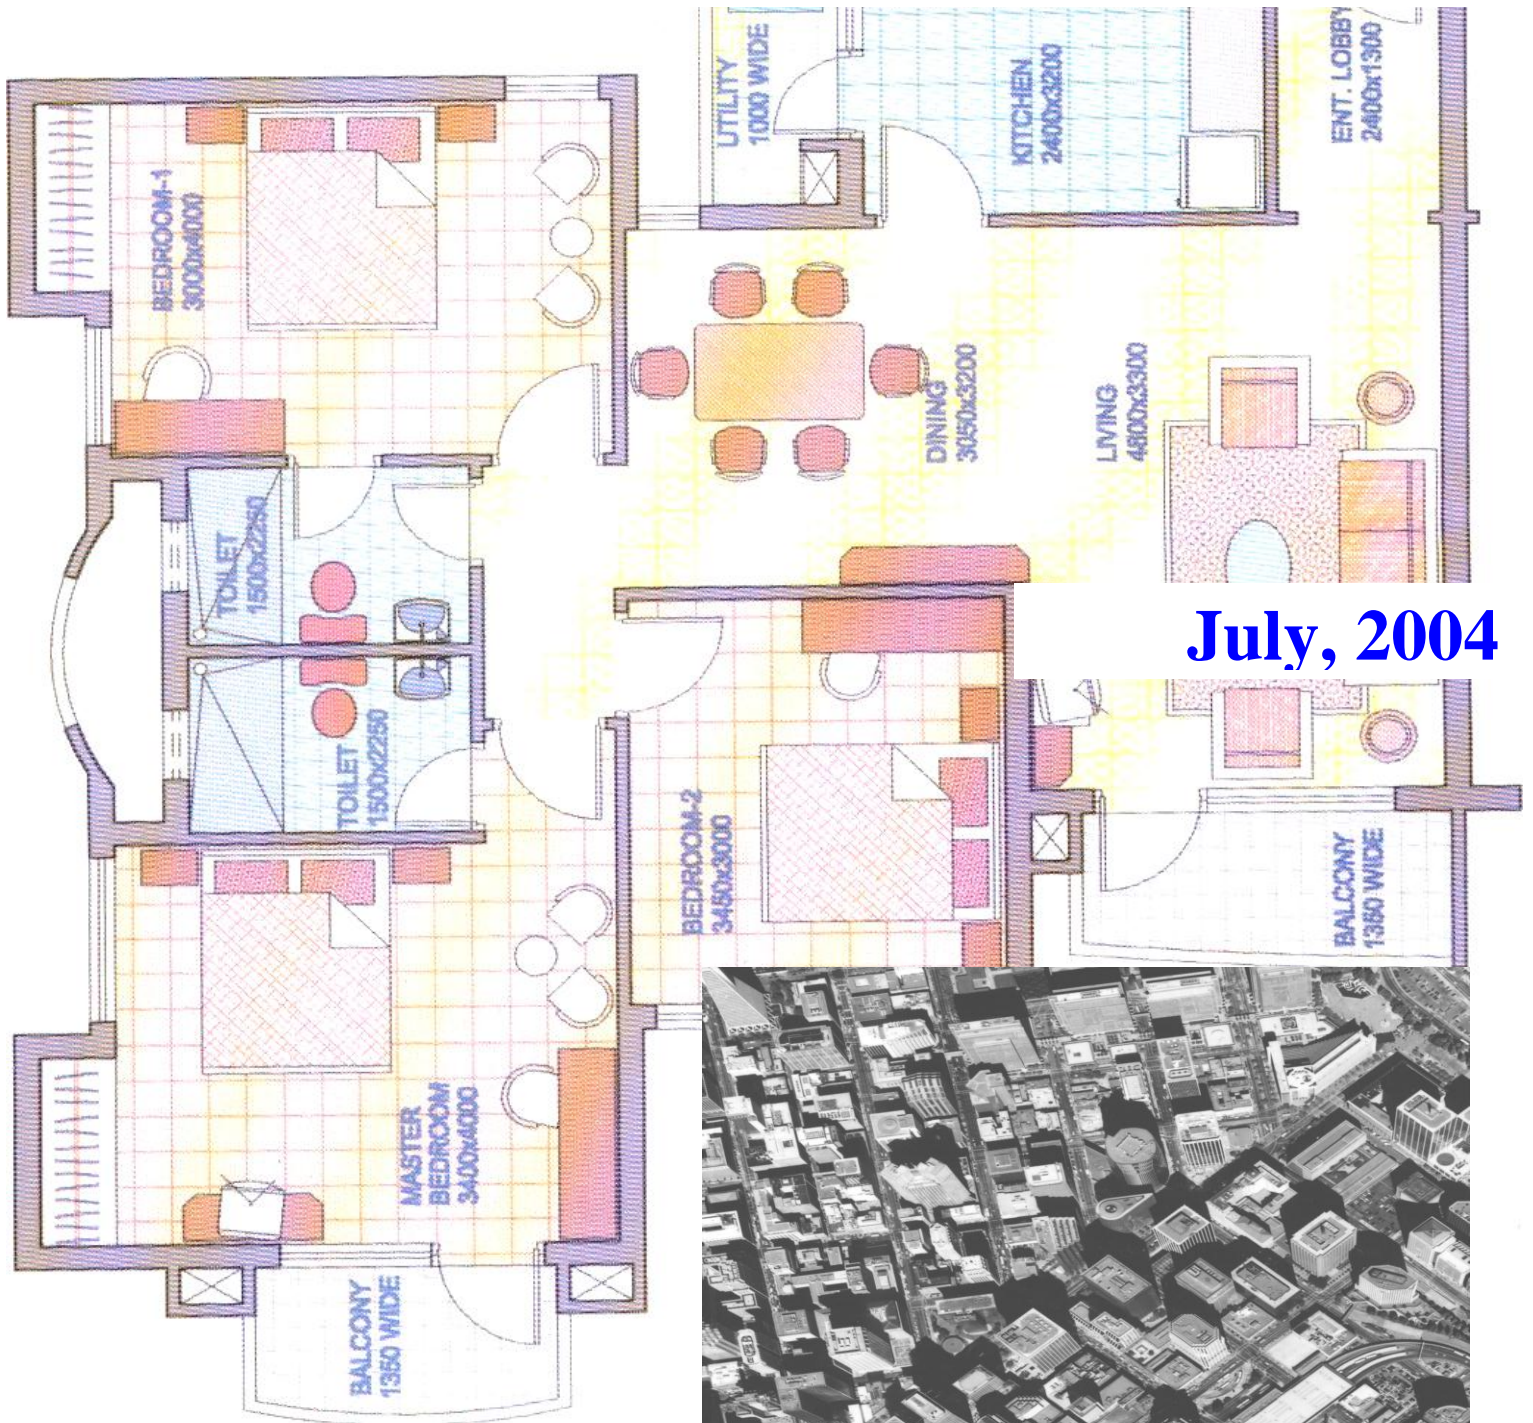 UTILITY
1000 WIDE
KITCHEN
2400x3200
ENT. LOBBY
2400x1300
BEDROOM-1
3000x4000
DINING
3050x3200
LIVING
4800x3300
TOILET
1500x2250
July, 2004
TOILET
1500x2250
BEDROOM-2
3450x3000
BALCONY
1350 WIDE
MASTER
BEDROOM
3400x4400
BALCONY
1350 WIDE